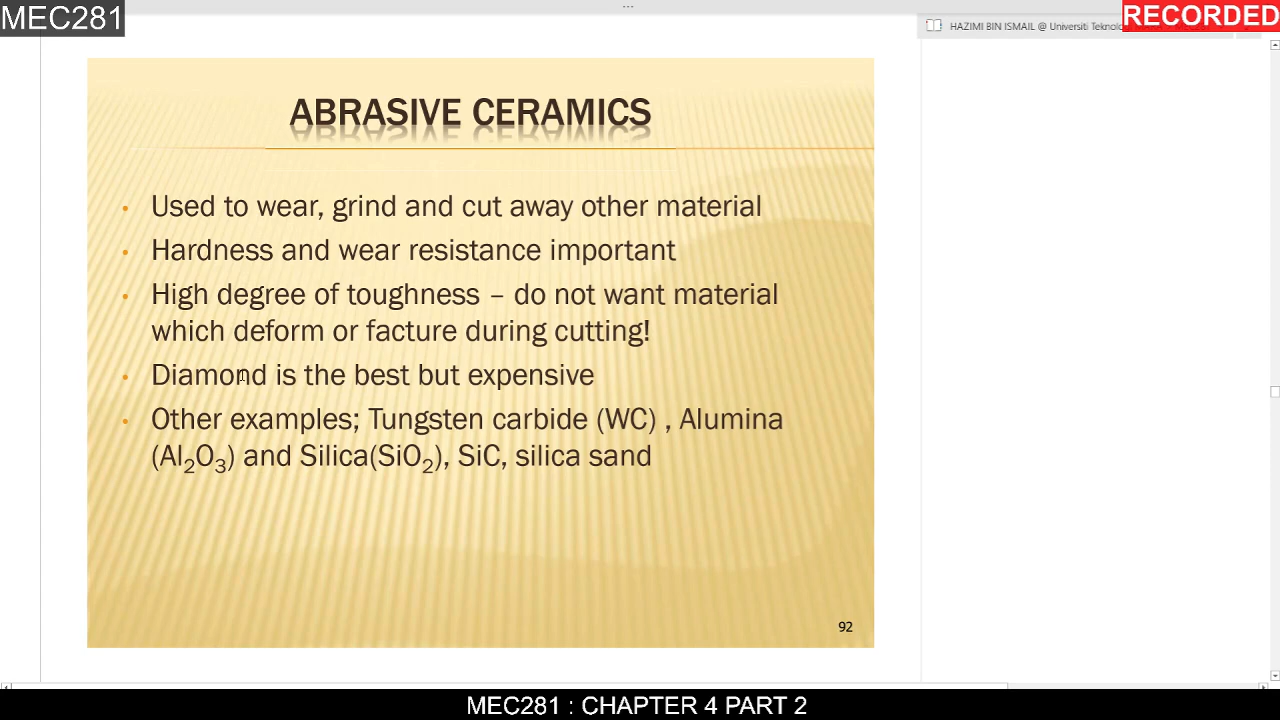 MEC281
HAZIMI BIN ISMAIL @ Universiti Teknolo
RECORDED
ABRASIVE CERAMICS
• Used to wear, grind and cut away other material
• Hardness and wear resistance important
• High degree of toughness – do not want material
which deform or facture during cutting!
• Diamond is the best but expensive
• Other examples; Tungsten carbide (WC) , Alumina
(Al₂O₃) and Silica(SiO₂), SiC, silica sand
92
MEC281 : CHAPTER 4 PART 2